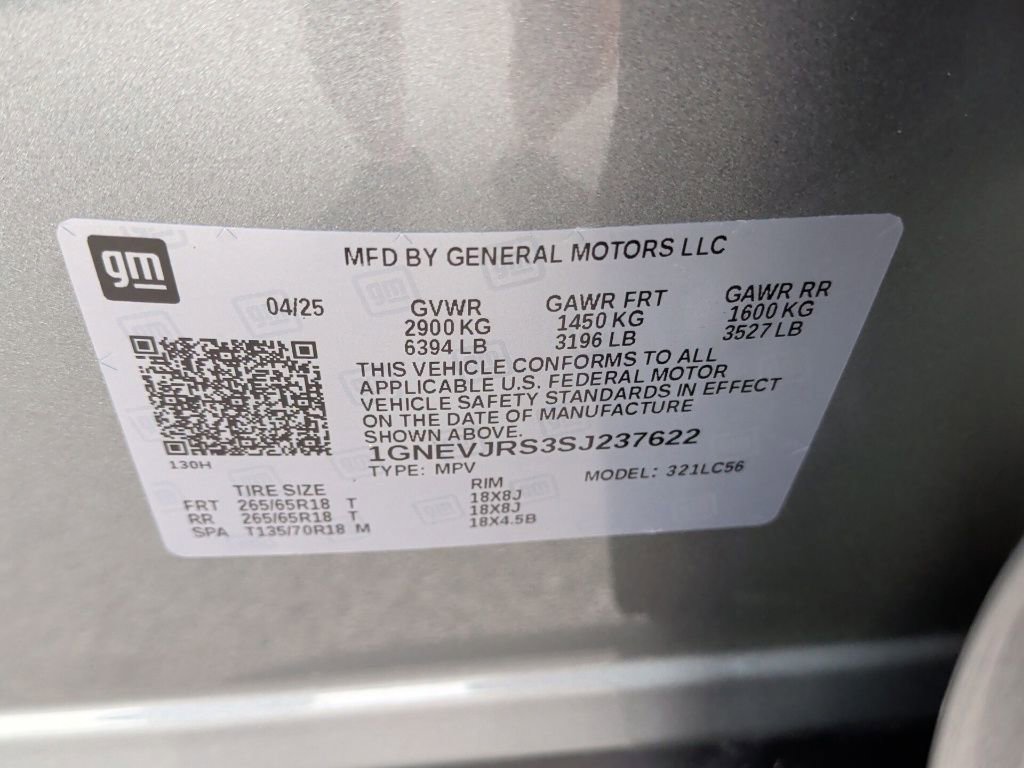 gm
MFD BY GENERAL MOTORS LLC
04/25 GVWR GAWR FRT GAWR RR
2900 KG 1450 KG 1600 KG
6394 LB 3196 LB 3527 LB
THIS VEHICLE CONFORMS TO ALL
APPLICABLE U.S. FEDERAL MOTOR
VEHICLE SAFETY STANDARDS IN EFFECT
ON THE DATE OF MANUFACTURE
SHOWN ABOVE.
1GNEVJRS3SJ237622
130H
TYPE: MPV MODEL: 321LC56
TIRE SIZE RIM
FRT 265/65R18 T 18X8J
RR 265/65R18 T 18X8J
SPA T135/70R18 M 18X4.5B